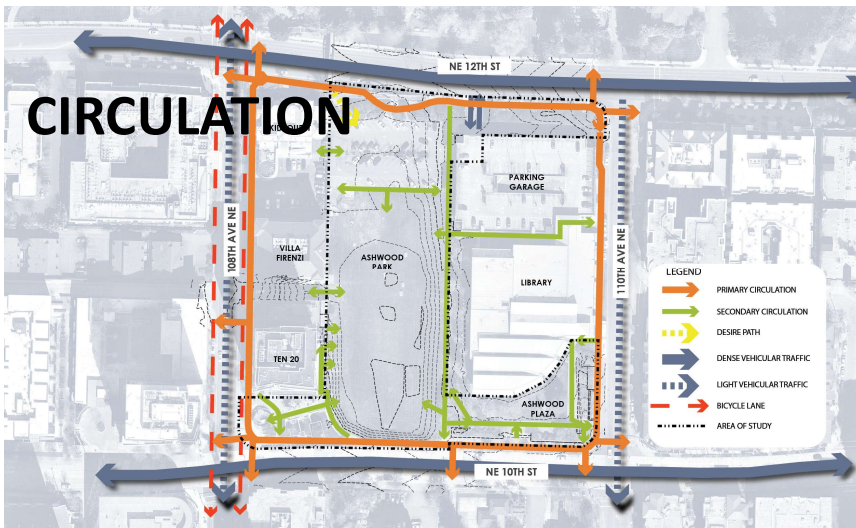 NE 12TH ST
CIRCULATION
PARKING
GARAGE
108TH AVE NE
VILLA
FIRENZI
ASHWOOD
PARK
LIBRARY
110TH AVE NE
TEN 20
ASHWOOD
PLAZA
NE 10TH ST
LEGEND
PRIMARY CIRCULATION
SECONDARY CIRCULATION
DESIRE PATH
DENSE VEHICULAR TRAFFIC
LIGHT VEHICULAR TRAFFIC
BICYCLE LANE
AREA OF STUDY